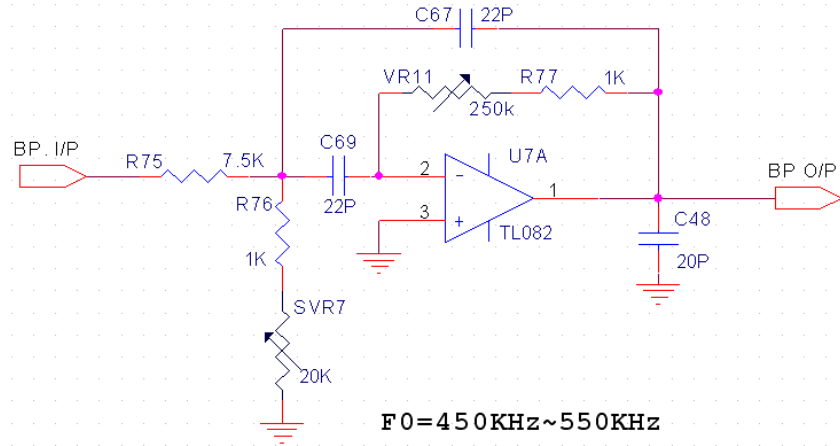 C67 22P
VR11 R77 1K
250k
BP. I/P R75 7.5K C69 2 U7A BP O/P
22P 1
R76 3 C48
1K TL082 20P
SVR7
20K
F0=450KHz~550KHz